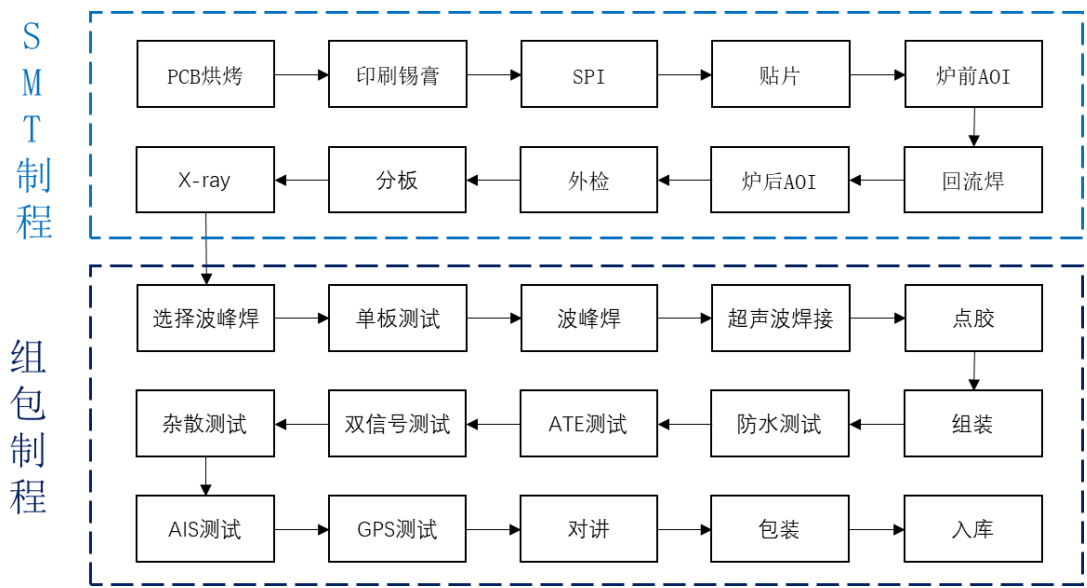 SMT制程
PCB烘烤
印刷锡膏
SPI
贴片
炉前AOI
X-ray
分板
外检
炉后AOI
回流焊
组包制程
选择波峰焊
单板测试
波峰焊
超声波焊接
点胶
杂散测试
双信号测试
ATE测试
防水测试
组装
AIS测试
GPS测试
对讲
包装
入库